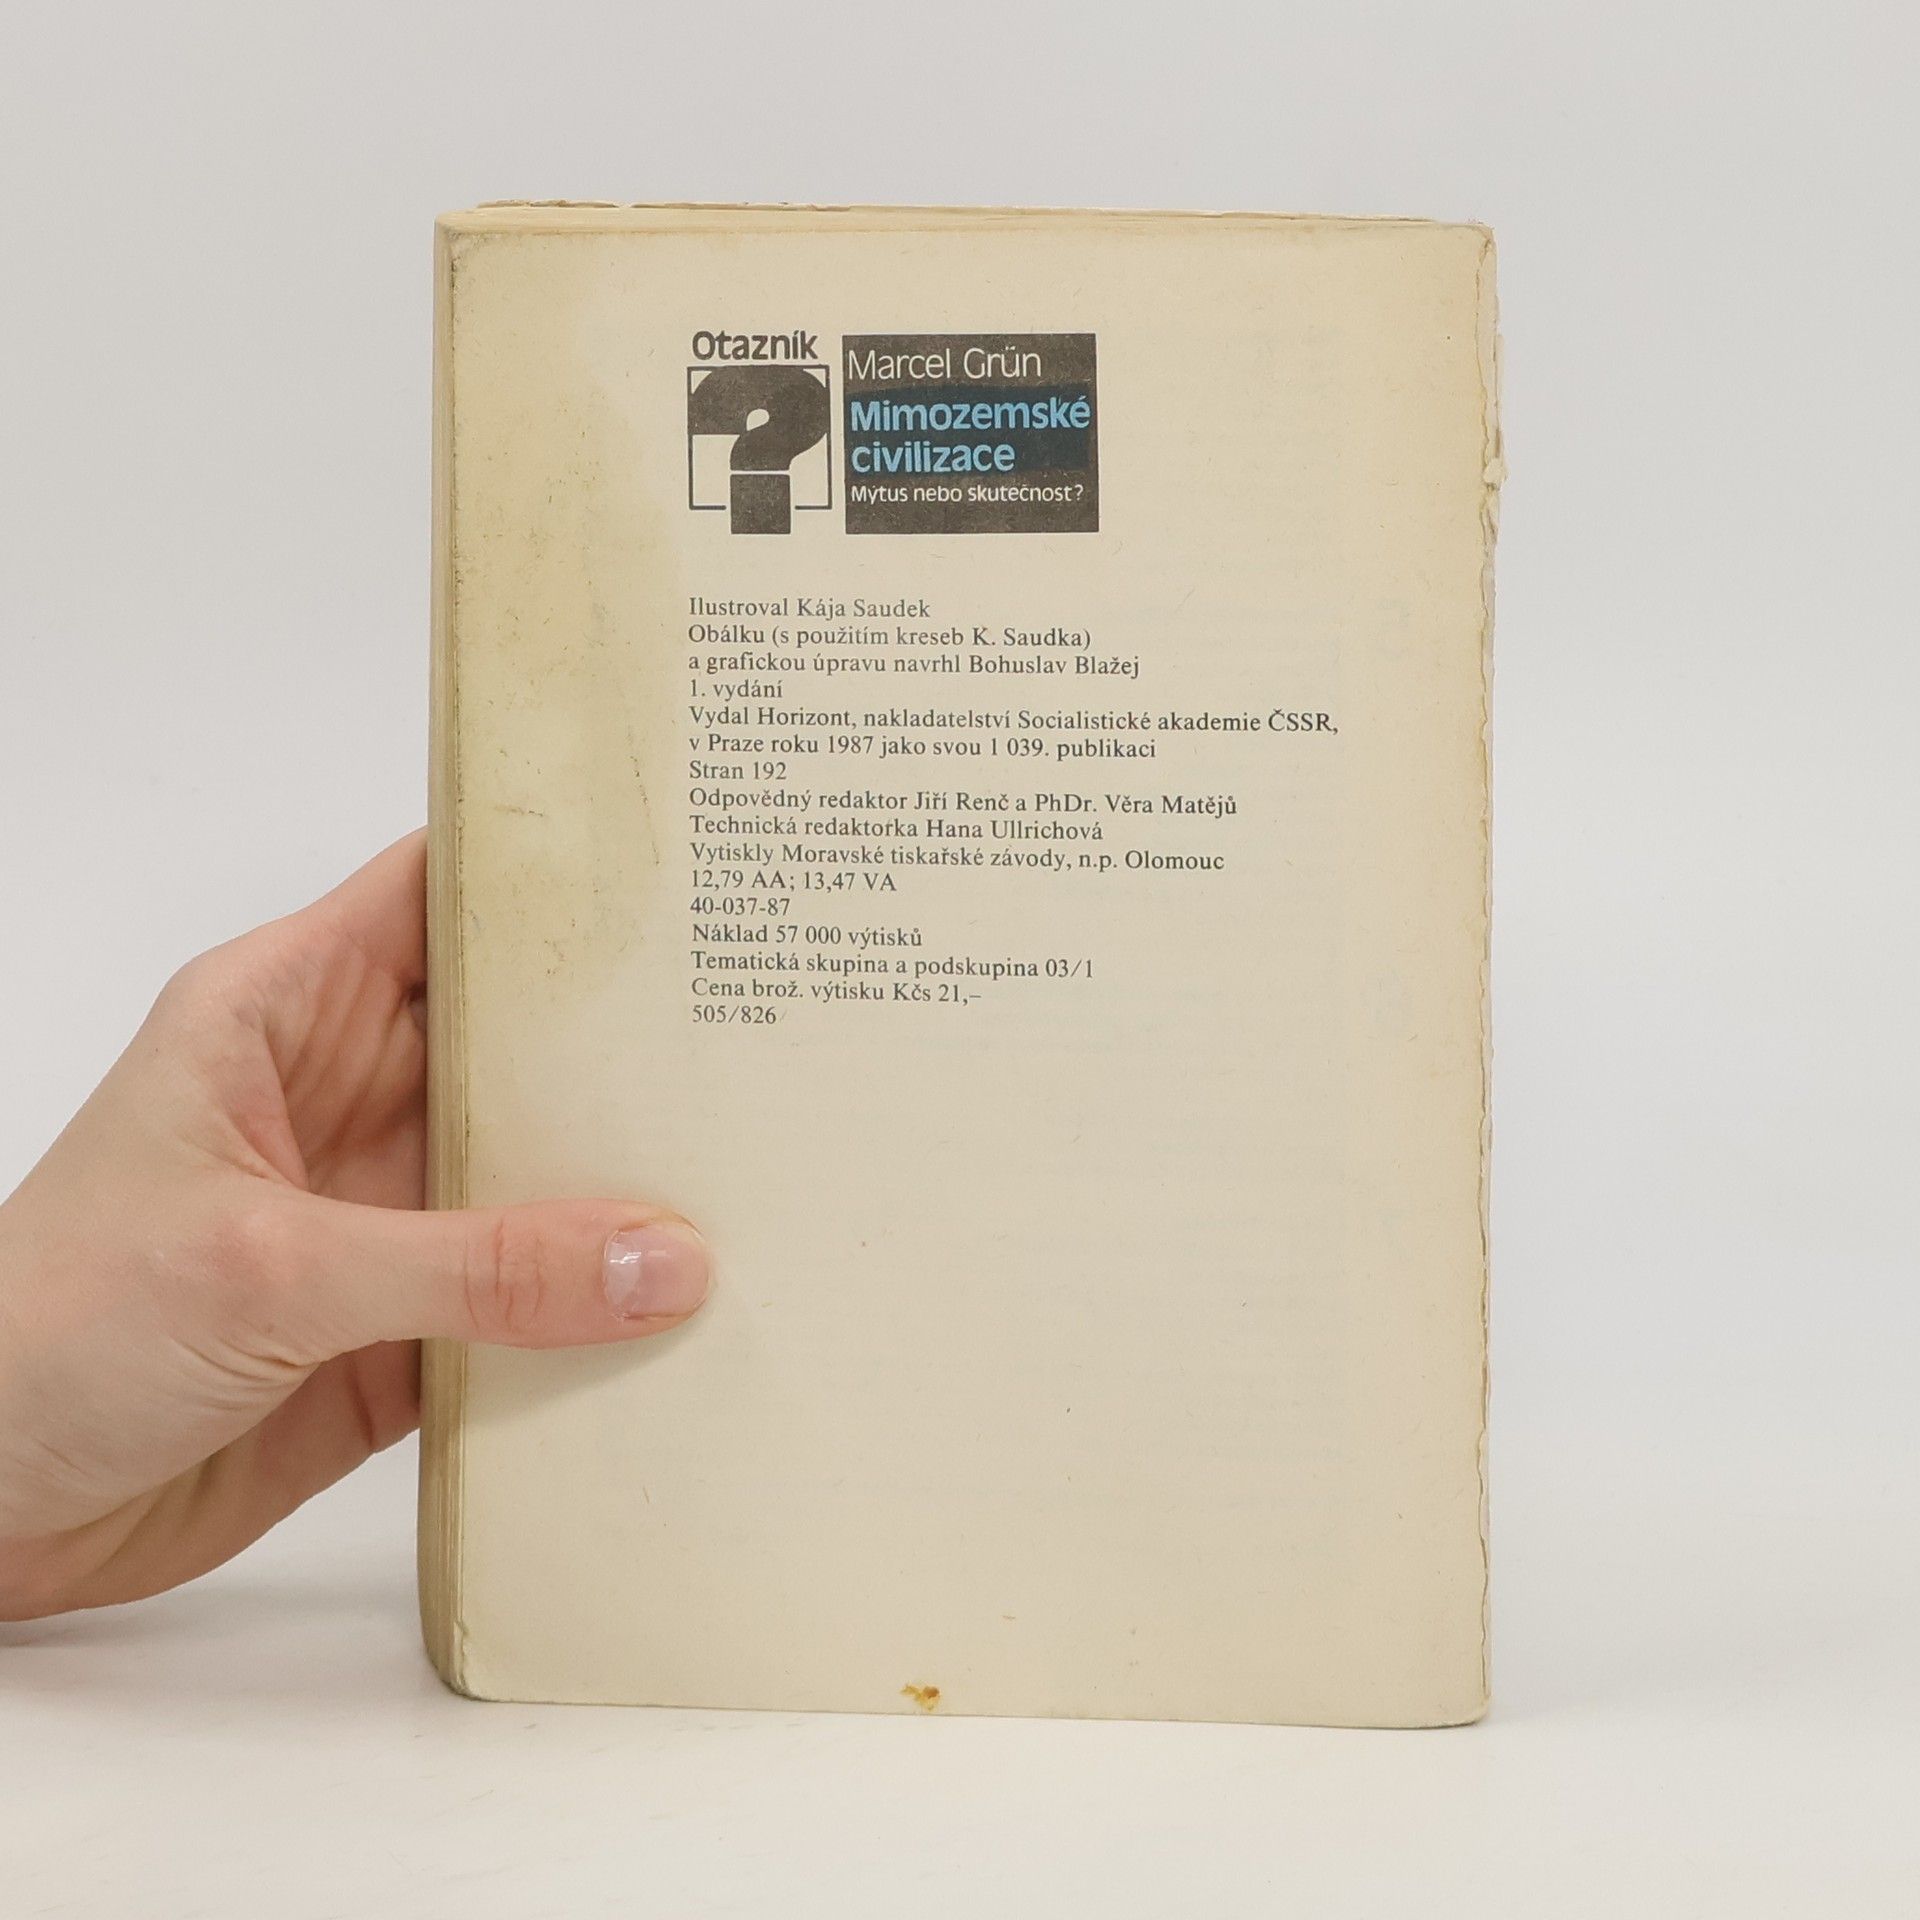 Otazník
Marcel Grün
Mimozemské
civilizace
Mýtus nebo skutečnost?
Ilustroval Kája Saudek
Obálku (s použitím kreseb K. Saudka)
a grafickou úpravu navrhl Bohuslav Blažej
1. vydání
Vydal Horizont, nakladatelství Socialistické akademie ČSSR,
v Praze roku 1987 jako svou 1 039. publikaci
Stran 192
Odpovědný redaktor Jiří Renč a PhDr. Věra Matějů
Technická redaktorka Hana Ullrichová
Vytiskly Moravské tiskařské závody, n.p. Olomouc
12,79 AA; 13,47 VA
40-037-87
Náklad 57 000 výtisků
Tematická skupina a podskupina 03/1
Cena brož. výtisku Kčs 21,–
505/826